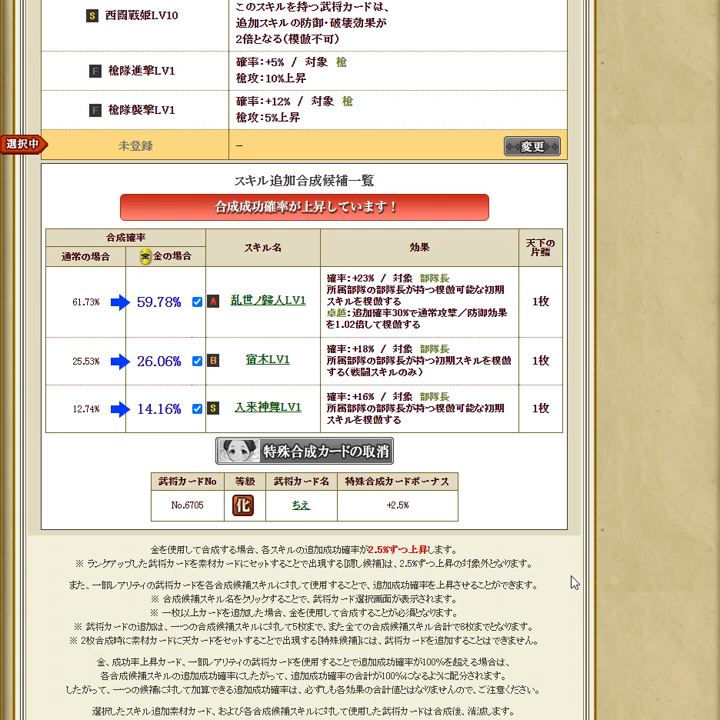 S 西國戰姫LV10
このスキルを持つ武将カードは、
追加スキルの防御・破壊効果が
2倍となる(模倣不可)
F 槍隊進撃LV1
確率：+5% / 対象 槍
槍攻：10%上昇
F 槍隊襲撃LV1
確率：+12% / 対象 槍
槍攻：5%上昇
選択中
未登録
－
変更
スキル追加合成候補一覧
合成成功確率が上昇しています！
合成確率
スキル名
効果
天下の
片鱗
通常の場合
金 金の場合
61.73%
59.78%
A 乱世ノ歸人LV1
確率：+23% / 対象 部隊長
所属部隊の部隊長が持つ模倣可能な初期
スキルを模倣する
卓越：追加確率30%で通常攻撃／防御効果
を1.02倍して模倣する
1枚
25.53%
26.06%
B 宿木LV1
確率：+18% / 対象 部隊長
所属部隊の部隊長が持つ初期スキルを模倣
する(戦闘スキルのみ)
1枚
12.74%
14.16%
S 入来神舞LV1
確率：+16% / 対象 部隊長
所属部隊の部隊長が持つ模倣可能な初期
スキルを模倣する
1枚
特殊合成カードの取消
武将カードNo
等級
武将カード名
特殊合成カードボーナス
No.6705
化
ちえ
+2.5%
金を使用して合成する場合、各スキルの追加成功確率が2.5%ずつ上昇します。
※ ランクアップした武将カードを素材カードにセットすることで出現する[隠し候補]は、2.5%ずつ上昇の対象外となります。
また、一部レアリティの武将カードを各合成候補スキルに対して使用することで、追加成功確率を上昇させることができます。
※ 合成候補スキル名をクリックすることで、武将カード選択画面が表示されます。
※ 一枚以上カードを追加した場合、金を使用して合成することが必須となります。
※ 武将カードの追加は、一つの合成候補スキルに対して5枚まで、また全ての合成候補スキル合計で8枚までとなります。
※ 2枚合成時に素材カードに天カードをセットすることで出現する[特殊候補]には、武将カードを追加することはできません。
金、成功率上昇カード、一部レアリティの武将カードを使用することで追加成功確率が100%を超える場合は、
各合成候補スキルの追加成功確率にしたがって、追加成功確率の合計が100%になるように配分されます。
したがって、一つの候補に対して加算できる追加成功確率は、必ずしも各効果の合計値とはなりませんので、ご注意ください。
選択したスキル追加素材カード、および各合成候補スキルに対して使用した武将カードは合成後、消滅します。